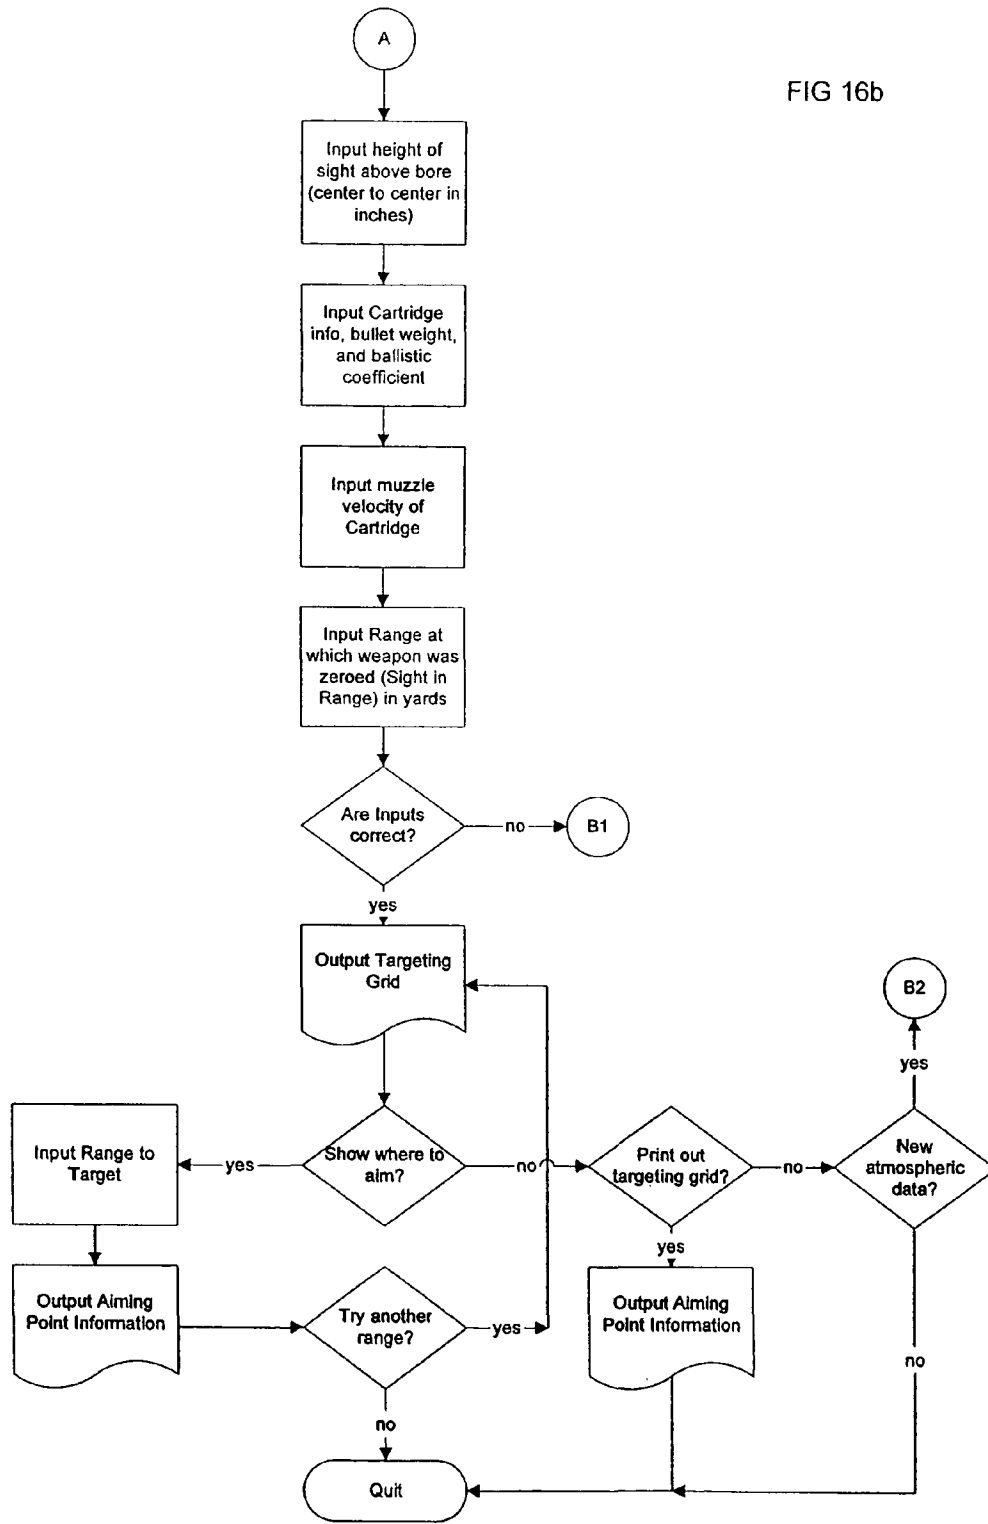 A
FIG 16b
Input height of
sight above bore
(center to center in
inches)
Input Cartridge
info, bullet weight,
and ballistic
coefficient
Input muzzle
velocity of
Cartridge
Input Range at
which weapon was
zeroed (Sight in
Range) in yards
Are Inputs
correct?
no
B1
yes
Output Targeting
Grid
B2
yes
Input Range to
Target
yes
Show where to
aim?
no
Print out
targeting grid?
no
New
atmospheric
data?
yes
Output Aiming
Point Information
Try another
range?
yes
Output Aiming
Point Information
no
no
Quit